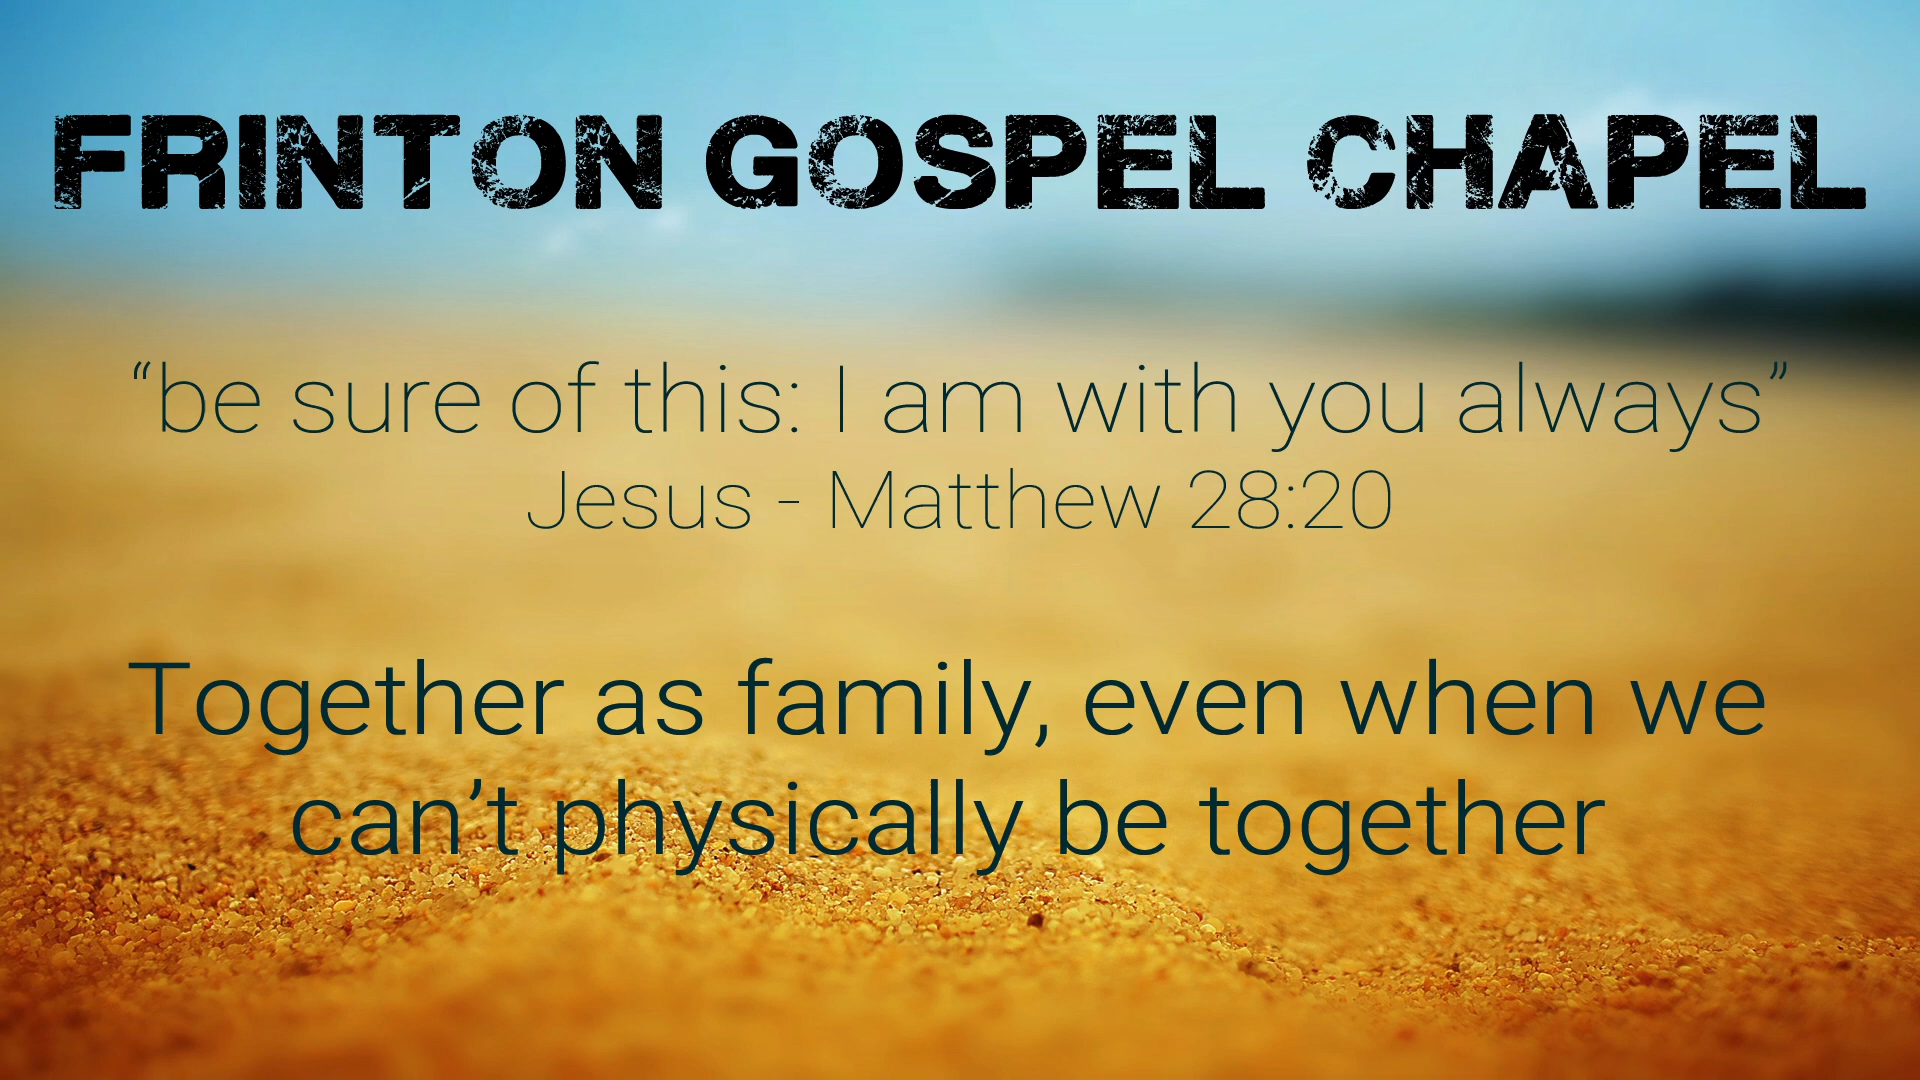 FRINTON GOSPEL CHAPEL
“be sure of this: I am with you always”
Jesus - Matthew 28:20
Together as family, even when we
can’t physically be together